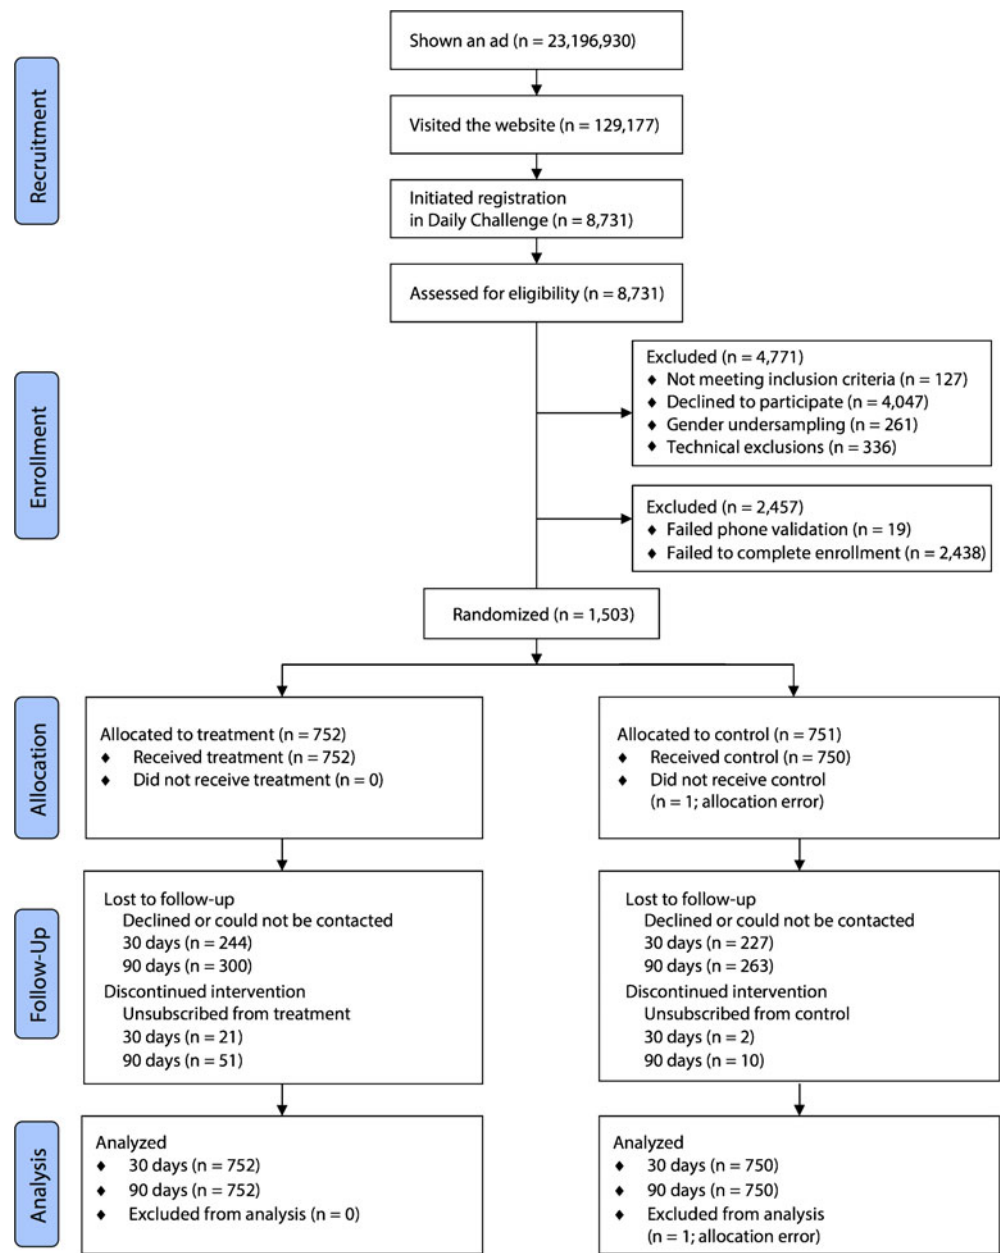 Recruitment
Shown an ad (n = 23,196,930)
Visited the website (n = 129,177)
Initiated registration
in Daily Challenge (n = 8,731)
Assessed for eligibility (n = 8,731)
Enrollment
Excluded (n = 4,771)
♦ Not meeting inclusion criteria (n = 127)
♦ Declined to participate (n = 4,047)
♦ Gender undersampling (n = 261)
♦ Technical exclusions (n = 336)
Excluded (n = 2,457)
♦ Failed phone validation (n = 19)
♦ Failed to complete enrollment (n = 2,438)
Randomized (n = 1,503)
Allocation
Allocated to treatment (n = 752)
♦ Received treatment (n = 752)
♦ Did not receive treatment (n = 0)
Allocated to control (n = 751)
♦ Received control (n = 750)
♦ Did not receive control
(n = 1; allocation error)
Follow-Up
Lost to follow-up
Declined or could not be contacted
30 days (n = 244)
90 days (n = 300)
Discontinued intervention
Unsubscribed from treatment
30 days (n = 21)
90 days (n = 51)
Lost to follow-up
Declined or could not be contacted
30 days (n = 227)
90 days (n = 263)
Discontinued intervention
Unsubscribed from control
30 days (n = 2)
90 days (n = 10)
Analysis
Analyzed
♦ 30 days (n = 752)
♦ 90 days (n = 752)
♦ Excluded from analysis (n = 0)
Analyzed
♦ 30 days (n = 750)
♦ 90 days (n = 750)
♦ Excluded from analysis
(n = 1; allocation error)